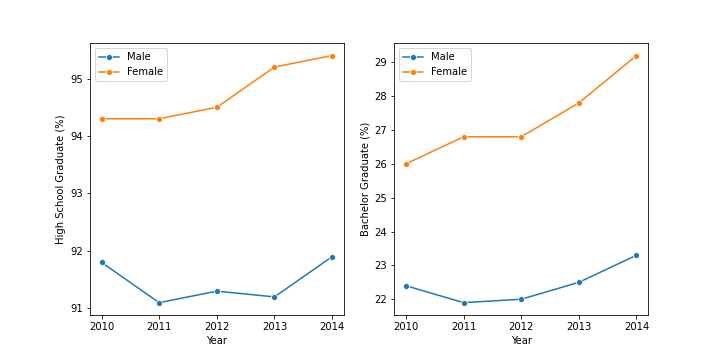 Male
Female
High School Graduate (%)
95
94
93
92
91
2010 2011 2012 2013 2014
Year
Male
Female
Bachelor Graduate (%)
29
28
27
26
25
24
23
22
2010 2011 2012 2013 2014
Year